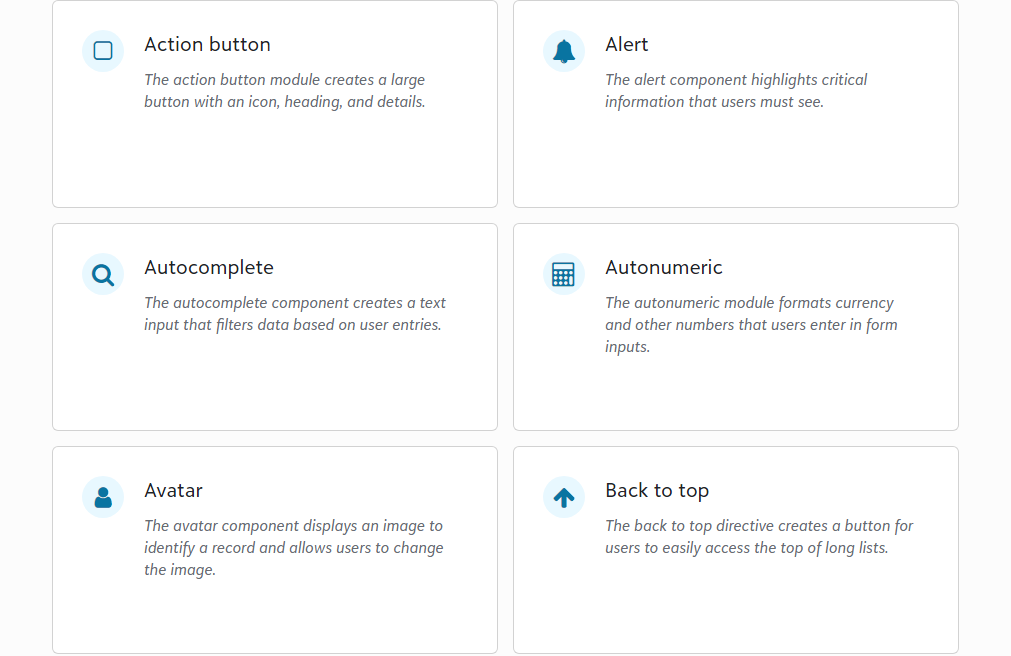 Action button
The action button module creates a large
button with an icon, heading, and details.
Alert
The alert component highlights critical
information that users must see.
Autocomplete
The autocomplete component creates a text
input that filters data based on user entries.
Autonumeric
The autonumeric module formats currency
and other numbers that users enter in form
inputs.
Avatar
The avatar component displays an image to
identify a record and allows users to change
the image.
Back to top
The back to top directive creates a button for
users to easily access the top of long lists.